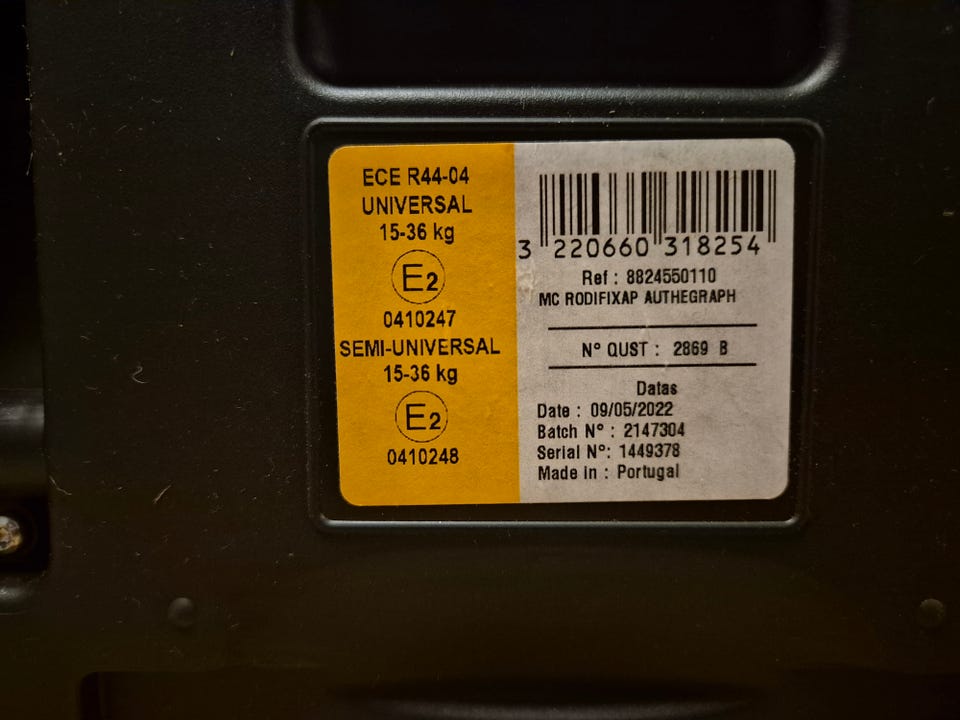 ECE R44-04
UNIVERSAL
15-36 kg
E2
0410247
SEMI-UNIVERSAL
15-36 kg
E2
0410248
3 220660 318254
Ref : 8824550110
MC RODIFIXAP AUTHEGRAPH
N° QUST : 2869 B
Datas
Date : 09/05/2022
Batch N° : 2147304
Serial N°: 1449378
Made in : Portugal